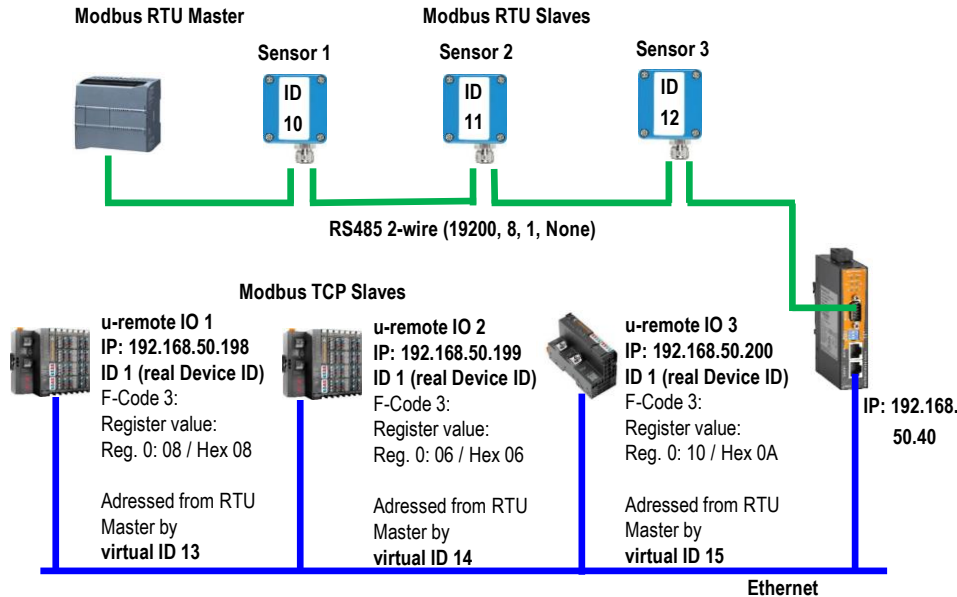 Modbus RTU Master
Modbus RTU Slaves
Sensor 1
Sensor 2
Sensor 3
ID
10
ID
11
ID
12
RS485 2-wire (19200, 8, 1, None)
Modbus TCP Slaves
u-remote IO 1
IP: 192.168.50.198
ID 1 (real Device ID)
F-Code 3:
Register value:
Reg. 0: 08 / Hex 08
Adressed from RTU
Master by
virtual ID 13
u-remote IO 2
IP: 192.168.50.199
ID 1 (real Device ID)
F-Code 3:
Register value:
Reg. 0: 06 / Hex 06
Adressed from RTU
Master by
virtual ID 14
u-remote IO 3
IP: 192.168.50.200
ID 1 (real Device ID)
F-Code 3:
Register value:
Reg. 0: 10 / Hex 0A
Adressed from RTU
Master by
virtual ID 15
IP: 192.168.
50.40
Ethernet